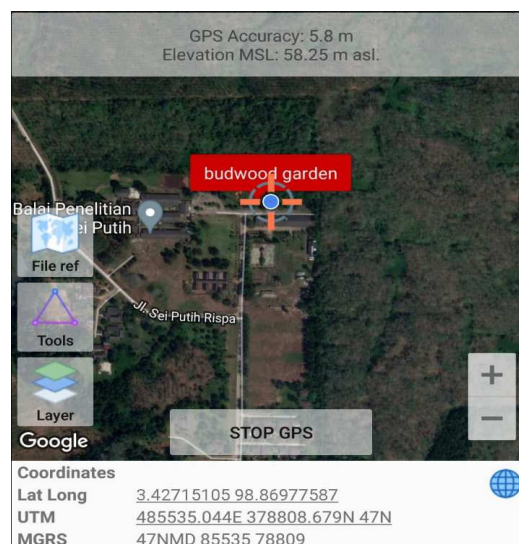 GPS Accuracy: 5.8 m
Elevation MSL: 58.25 m asl.
budwood garden
Balai Penelitian
ei Putih
File ref
Jl. Sei Putih Rispa
Tools
Layer
+
−
Google
STOP GPS
Coordinates
Lat Long 3.42715105 98.86977587
UTM 485535.044E 378808.679N 47N
MGRS 47NMD 85535 78809